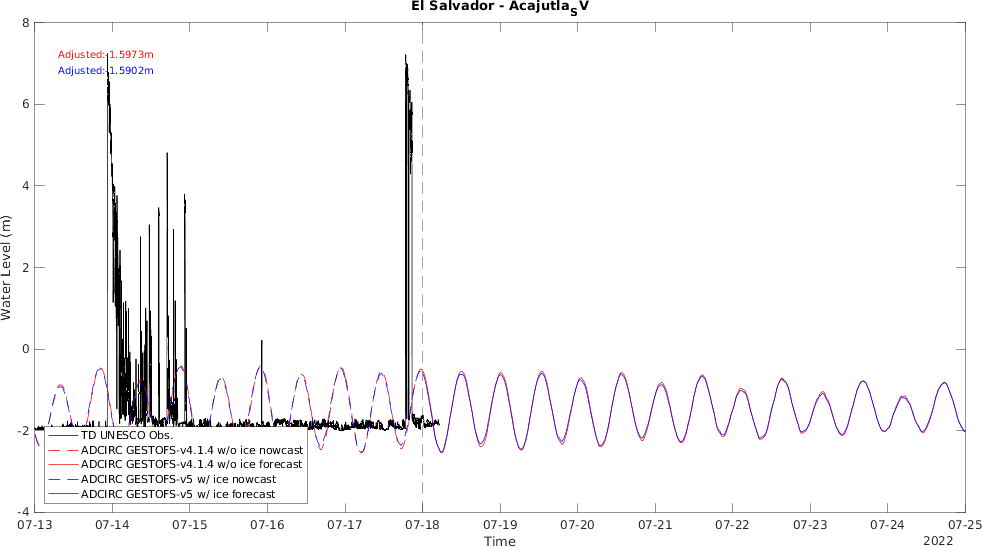 El Salvador - AcajutlaSV
Adjusted:-1.5973m
Adjusted:-1.5902m
8
6
4
2
0
-2
-4
Water Level (m)
TD UNESCO Obs.
ADCIRC GESTOFS-v4.1.4 w/o ice nowcast
ADCIRC GESTOFS-v4.1.4 w/o ice forecast
ADCIRC GESTOFS-v5 w/ ice nowcast
ADCIRC GESTOFS-v5 w/ ice forecast
07-13 07-14 07-15 07-16 07-17 07-18 07-19 07-20 07-21 07-22 07-23 07-24 07-25
Time
2022